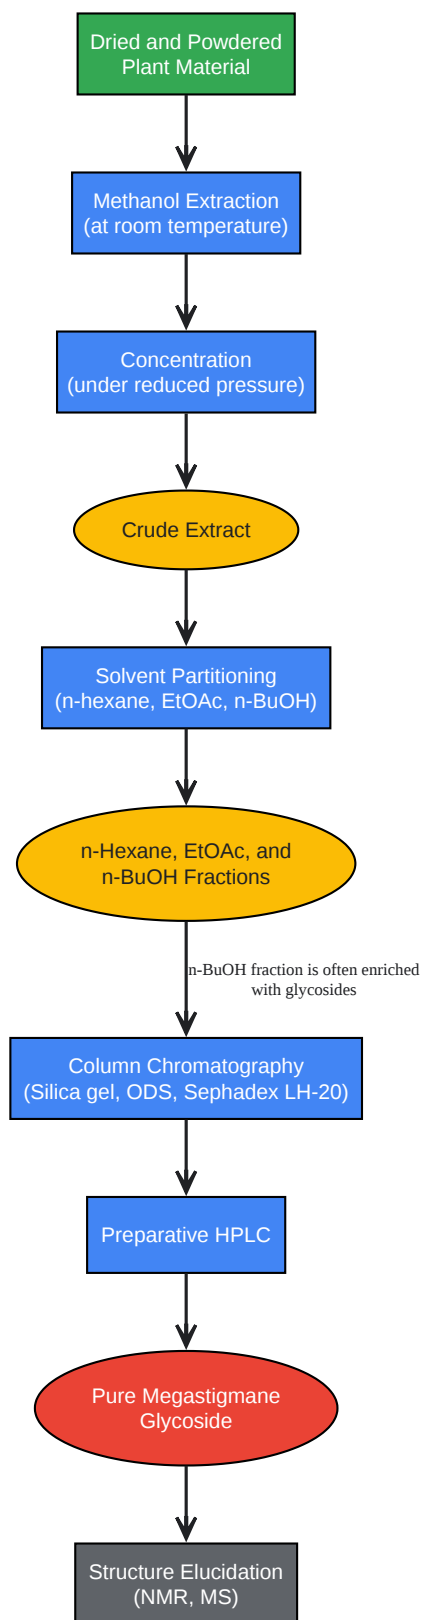 Dried and Powdered
Plant Material
Methanol Extraction
(at room temperature)
Concentration
(under reduced pressure)
Crude Extract
Solvent Partitioning
(n-hexane, EtOAc, n-BuOH)
n-Hexane, EtOAc, and
n-BuOH Fractions
n-BuOH fraction is often enriched
with glycosides
Column Chromatography
(Silica gel, ODS, Sephadex LH-20)
Preparative HPLC
Pure Megastigmane
Glycoside
Structure Elucidation
(NMR, MS)